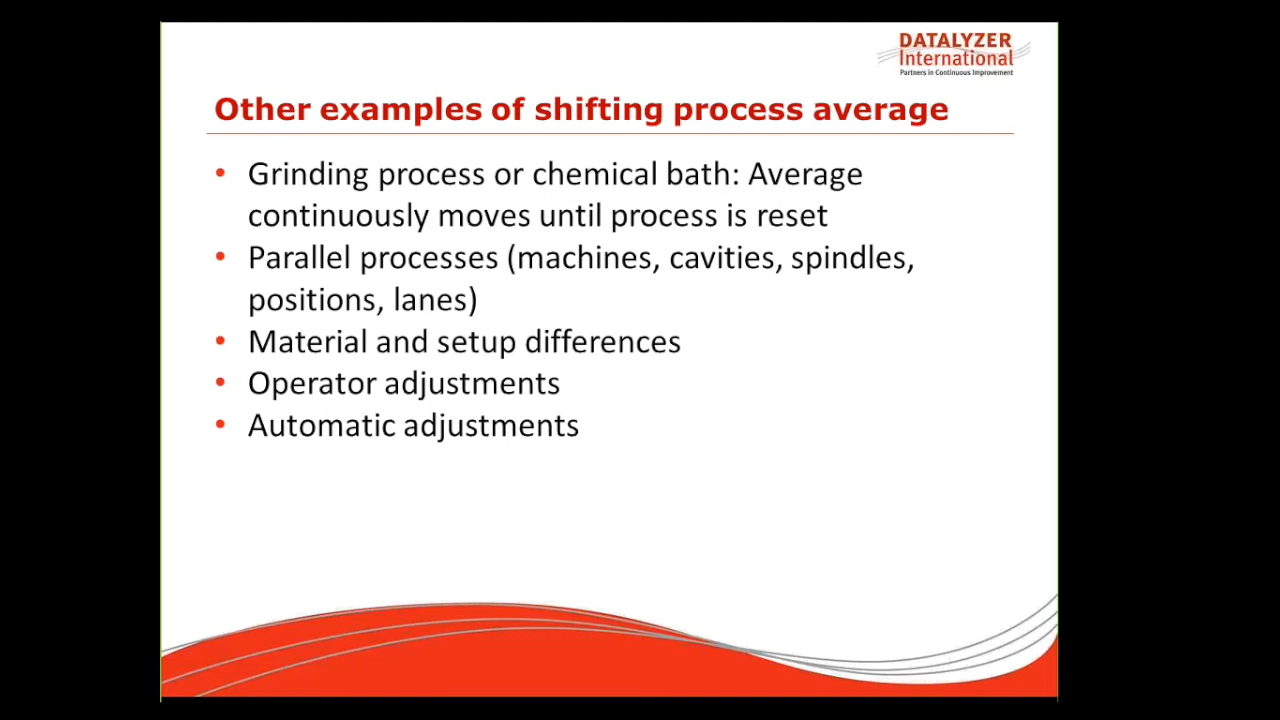 DATALYZER
International
Partners in Continuous Improvement
Other examples of shifting process average
• Grinding process or chemical bath: Average
continuously moves until process is reset
• Parallel processes (machines, cavities, spindles,
positions, lanes)
• Material and setup differences
• Operator adjustments
• Automatic adjustments